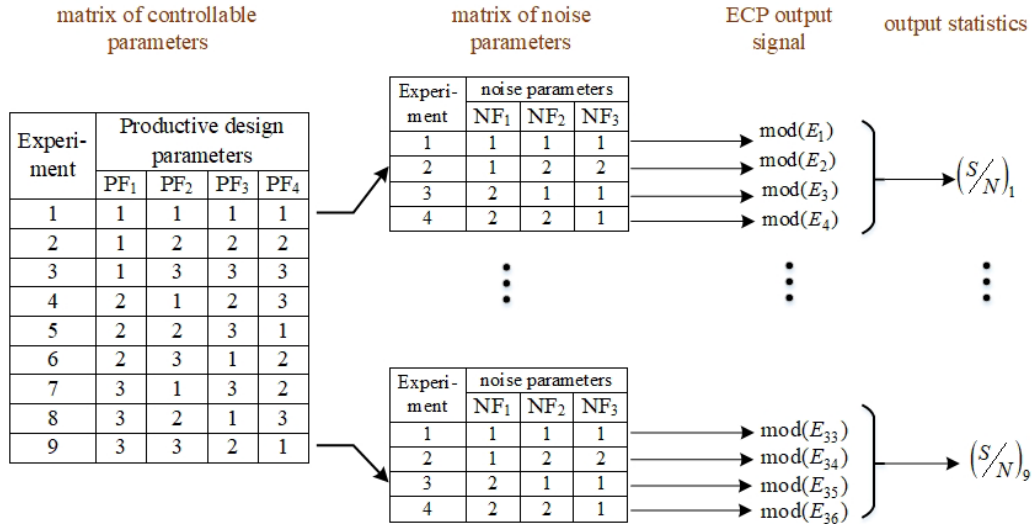 matrix of controllable parameters
matrix of noise parameters
ECP output signal
output statistics
Experi-ment
Productive design parameters
PF₁ PF₂ PF₃ PF₄
1 1 1 1 1
2 1 2 2 2
3 1 3 3 3
4 2 1 2 3
5 2 2 3 1
6 2 3 1 2
7 3 1 3 2
8 3 2 1 3
9 3 3 2 1
Experi-ment
noise parameters
NF₁ NF₂ NF₃
1 1 1 1
2 1 2 2
3 2 1 1
4 2 2 1
mod(E₁)
mod(E₂)
mod(E₃)
mod(E₄)
(S/N)₁
Experi-ment
noise parameters
NF₁ NF₂ NF₃
1 1 1 1
2 1 2 2
3 2 1 1
4 2 2 1
mod(E₃₃)
mod(E₃₄)
mod(E₃₅)
mod(E₃₆)
(S/N)₉